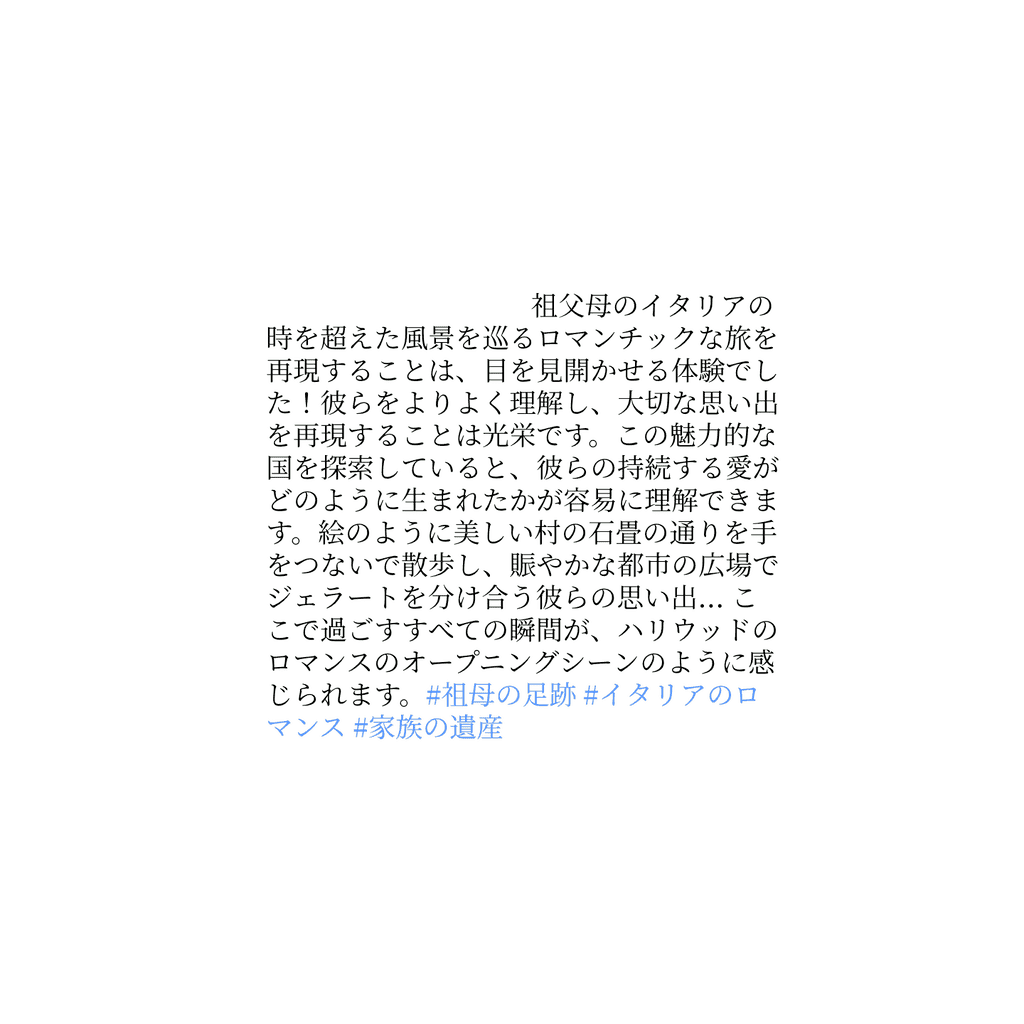 祖父母のイタリアの
時を超えた風景を巡るロマンチックな旅を
再現することは、目を見開かせる体験でし
た！彼らをよりよく理解し、大切な思い出
を再現することは光栄です。この魅力的な
国を探索していると、彼らの持続する愛が
どのように生まれたかが容易に理解できま
す。絵のように美しい村の石畳の通りを手
をつないで散歩し、賑やかな都市の広場で
ジェラートを分け合う彼らの思い出... こ
こで過ごすすべての瞬間が、ハリウッドの
ロマンスのオープニングシーンのように感
じられます。#祖母の足跡 #イタリアのロ
マンス #家族の遺産